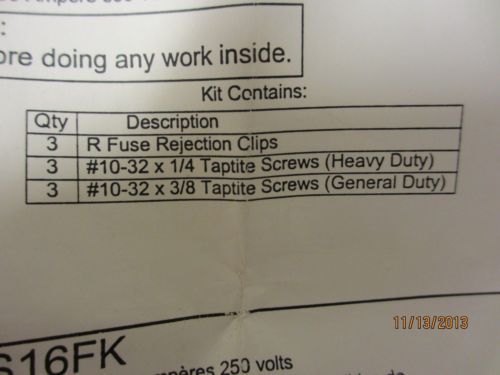 :
ore doing any work inside.
Kit Contains:
Qty Description
3 R Fuse Rejection Clips
3 #10-32 x 1/4 Taptite Screws (Heavy Duty)
3 #10-32 x 3/8 Taptite Screws (General Duty)
11/13/2013
S16FK
mpères 250 volts